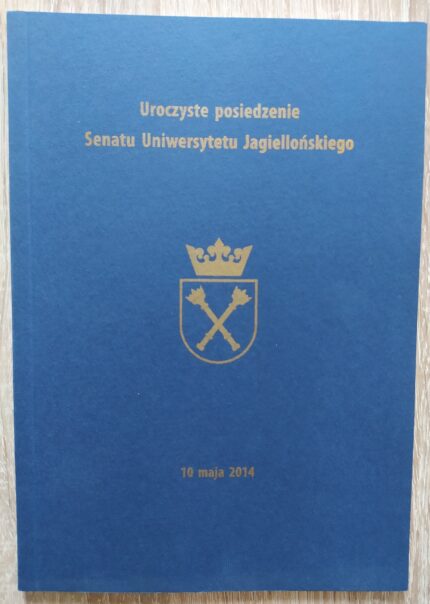 Uroczyste posiedzenie
Senatu Uniwersytetu Jagiellońskiego
10 maja 2014